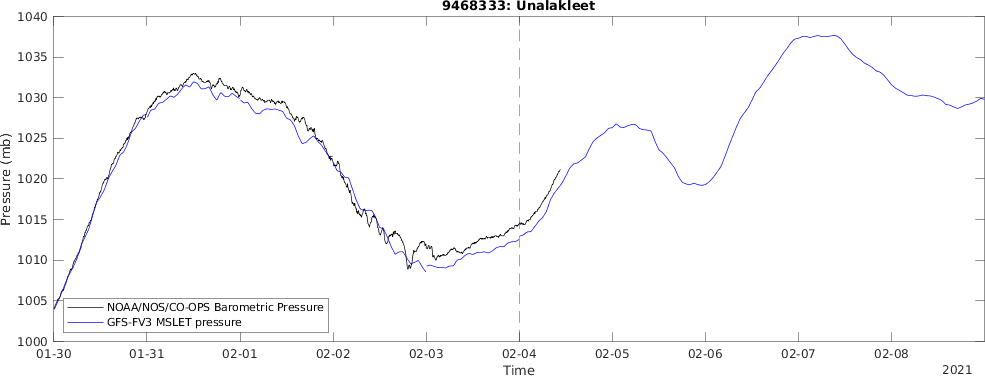 9468333: Unalakleet
1040
1035
1030
1025
1020
1015
1010
1005
1000
Pressure (mb)
NOAA/NOS/CO-OPS Barometric Pressure
GFS-FV3 MSLET pressure
01-30 01-31 02-01 02-02 02-03 02-04 02-05 02-06 02-07 02-08
Time
2021